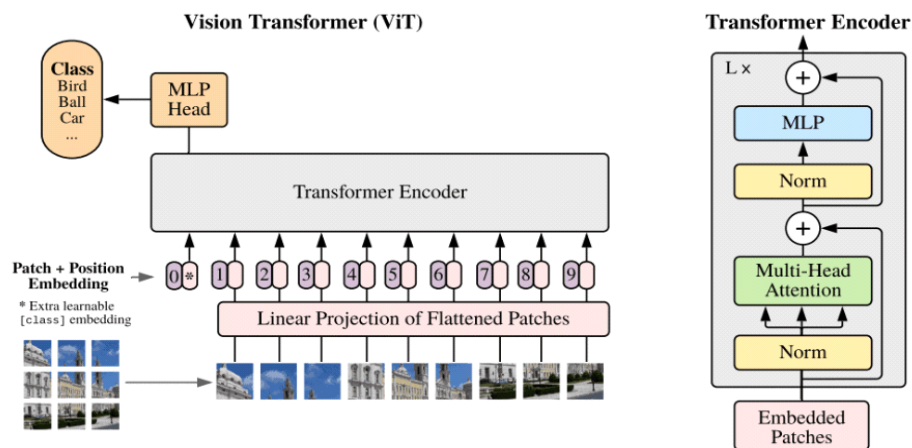 Vision Transformer (ViT)
Class
Bird
Ball
Car
...
MLP
Head
Transformer Encoder
Patch + Position
Embedding
0 * 1 2 3 4 5 6 7 8 9
* Extra learnable
[class] embedding
Linear Projection of Flattened Patches
Transformer Encoder
L ×
+
MLP
Norm
+
Multi-Head
Attention
Norm
Embedded
Patches